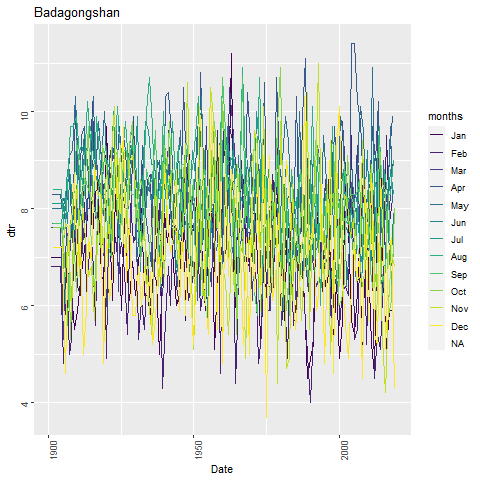 Badagongshan
10
8
6
4
dtr
1900
1950
2000
Date
months
Jan
Feb
Mar
Apr
May
Jun
Jul
Aug
Sep
Oct
Nov
Dec
NA